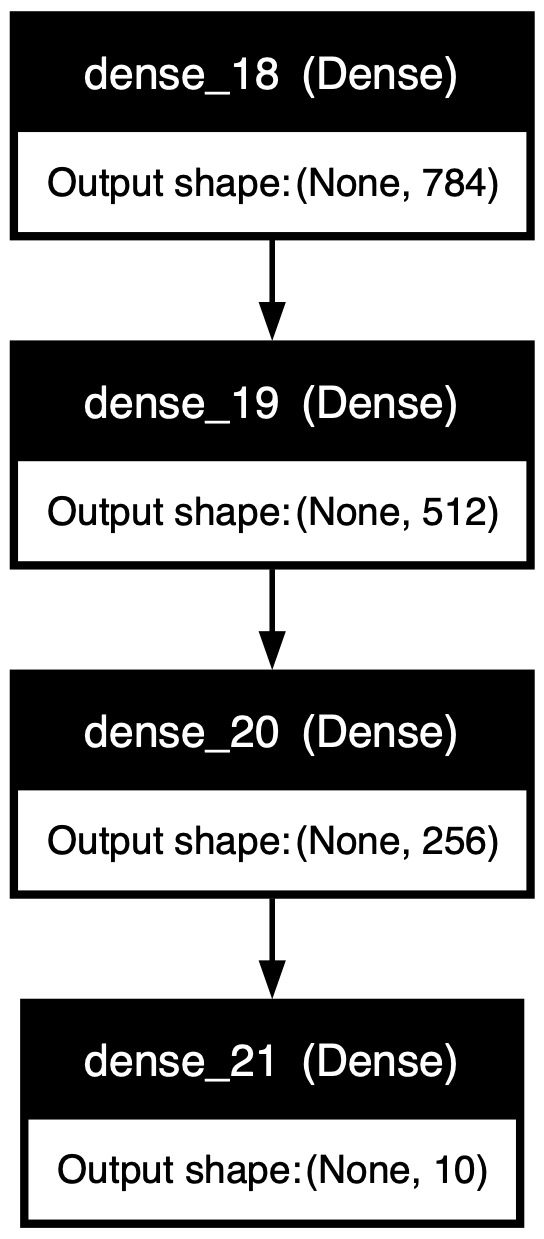 dense_18 (Dense)
Output shape: (None, 784)
dense_19 (Dense)
Output shape: (None, 512)
dense_20 (Dense)
Output shape: (None, 256)
dense_21 (Dense)
Output shape: (None, 10)